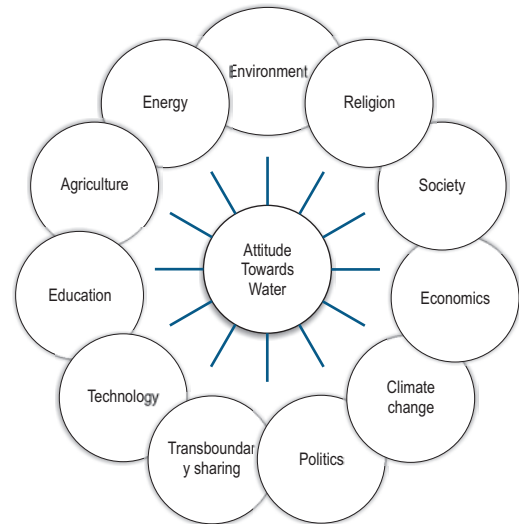 Environment
Religion
Society
Economics
Climate
change
Politics
Transboundar
y sharing
Technology
Education
Agriculture
Energy
Attitude
Towards
Water